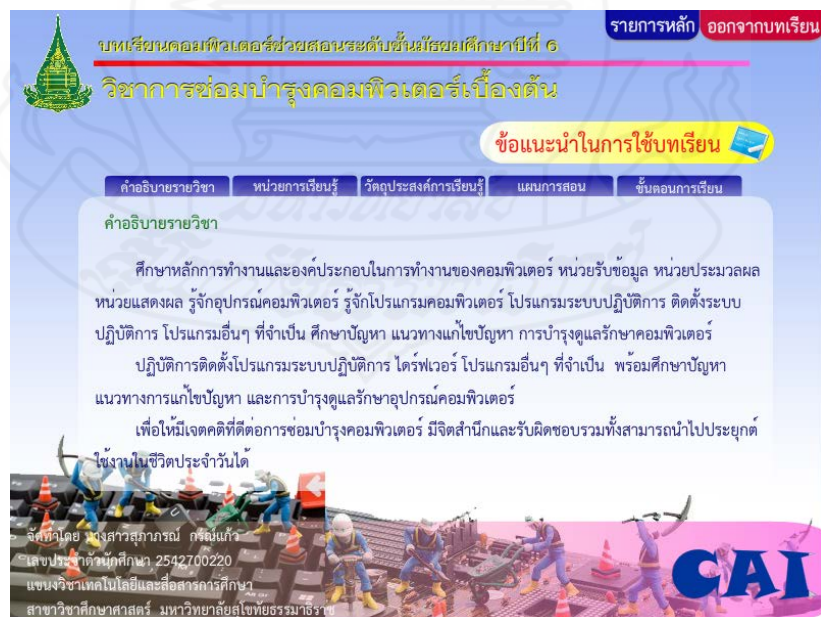 รายการหลัก ออกจากบทเรียน
บทเรียนคอมพิวเตอร์ช่วยสอนระดับชั้นมัธยมศึกษาปีที่ 6
วิชาการซ่อมบำรุงคอมพิวเตอร์เบื้องต้น
ข้อแนะนำในการใช้บทเรียน
คำอธิบายรายวิชา หน่วยการเรียนรู้ วัตถุประสงค์การเรียนรู้ แผนการสอน ขั้นตอนการเรียน
คำอธิบายรายวิชา
ศึกษาหลักการทำงานและองค์ประกอบในการทำงานของคอมพิวเตอร์ หน่วยรับข้อมูล หน่วยประมวลผล
หน่วยแสดงผล รู้จักอุปกรณ์คอมพิวเตอร์ รู้จักโปรแกรมคอมพิวเตอร์ โปรแกรมระบบปฏิบัติการ ติดตั้งระบบ
ปฏิบัติการ โปรแกรมอื่นๆ ที่จำเป็น ศึกษาปัญหา แนวทางแก้ไขปัญหา การบำรุงดูแลรักษาคอมพิวเตอร์
ปฏิบัติการติดตั้งโปรแกรมระบบปฏิบัติการ ไดร์ฟเวอร์ โปรแกรมอื่นๆ ที่จำเป็น พร้อมศึกษาปัญหา
แนวทางการแก้ไขปัญหา และการบำรุงดูแลรักษาอุปกรณ์คอมพิวเตอร์
เพื่อให้มีเจตคติที่ดีต่อการซ่อมบำรุงคอมพิวเตอร์ มีจิตสำนึกและรับผิดชอบรวมทั้งสามารถนำไปประยุกต์
ใช้งานในชีวิตประจำวันได้
จัดทำโดย นางสาวสุภาภรณ์ กรณ์แก้ว
เลขประจำตัวนักศึกษา 2542700220
แขนงวิชาเทคโนโลยีและสื่อสารการศึกษา
สาขาวิชาศึกษาศาสตร์ มหาวิทยาลัยสุโขทัยธรรมาธิราช
CAI